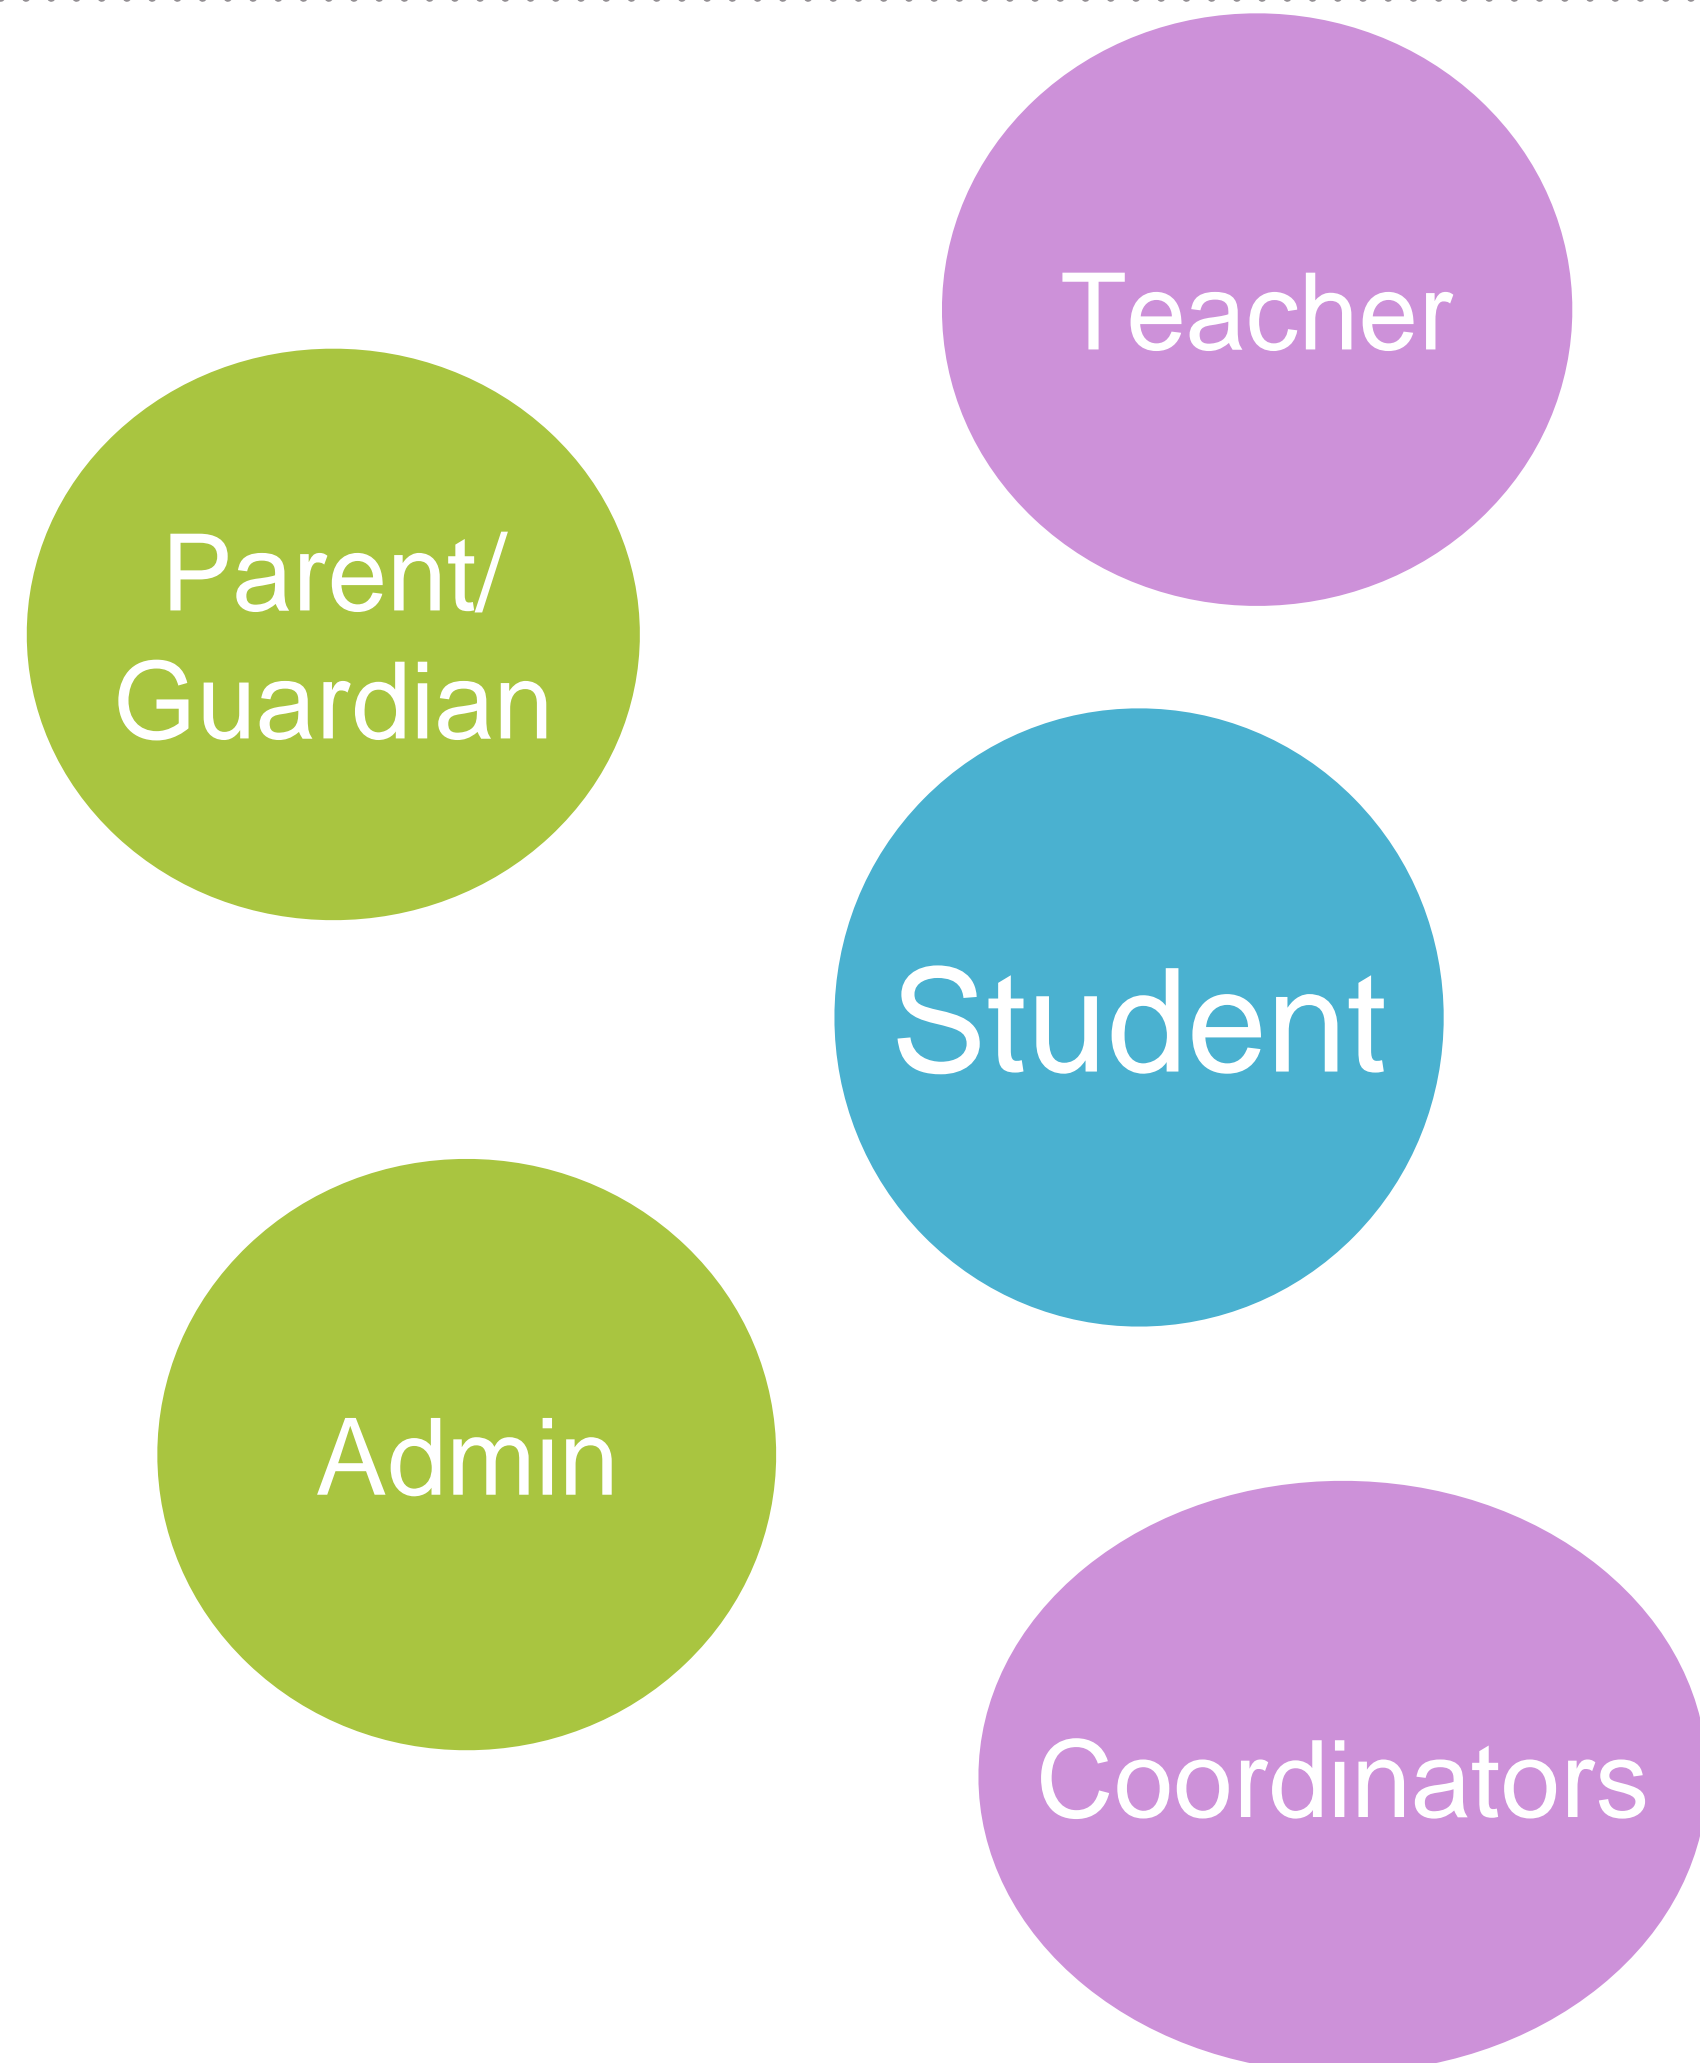 Teacher
Parent/
Guardian
Student
Admin
Coordinators